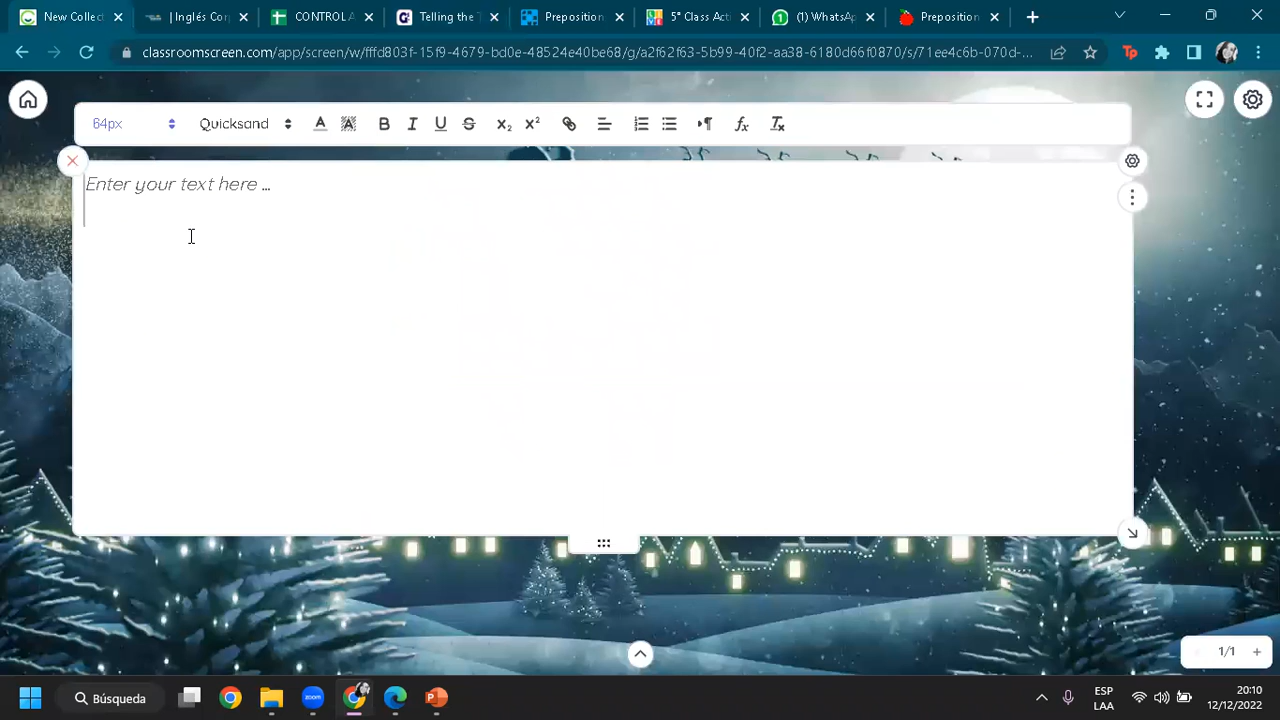 New Collect
| Inglés Corp
CONTROL A
Telling the T
Preposition
5° Class Acti
(1) WhatsAp
Preposition
classroomscreen.com/app/screen/w/fffd803f-15f9-4679-bd0e-48524e40be68/g/a2f62f63-5b99-40f2-aa38-6180d66f0870/s/71ee4c6b-070d-...
64px
Quicksand
Enter your text here ...
1/1
Búsqueda
zoom
ESP
LAA
20:10
12/12/2022